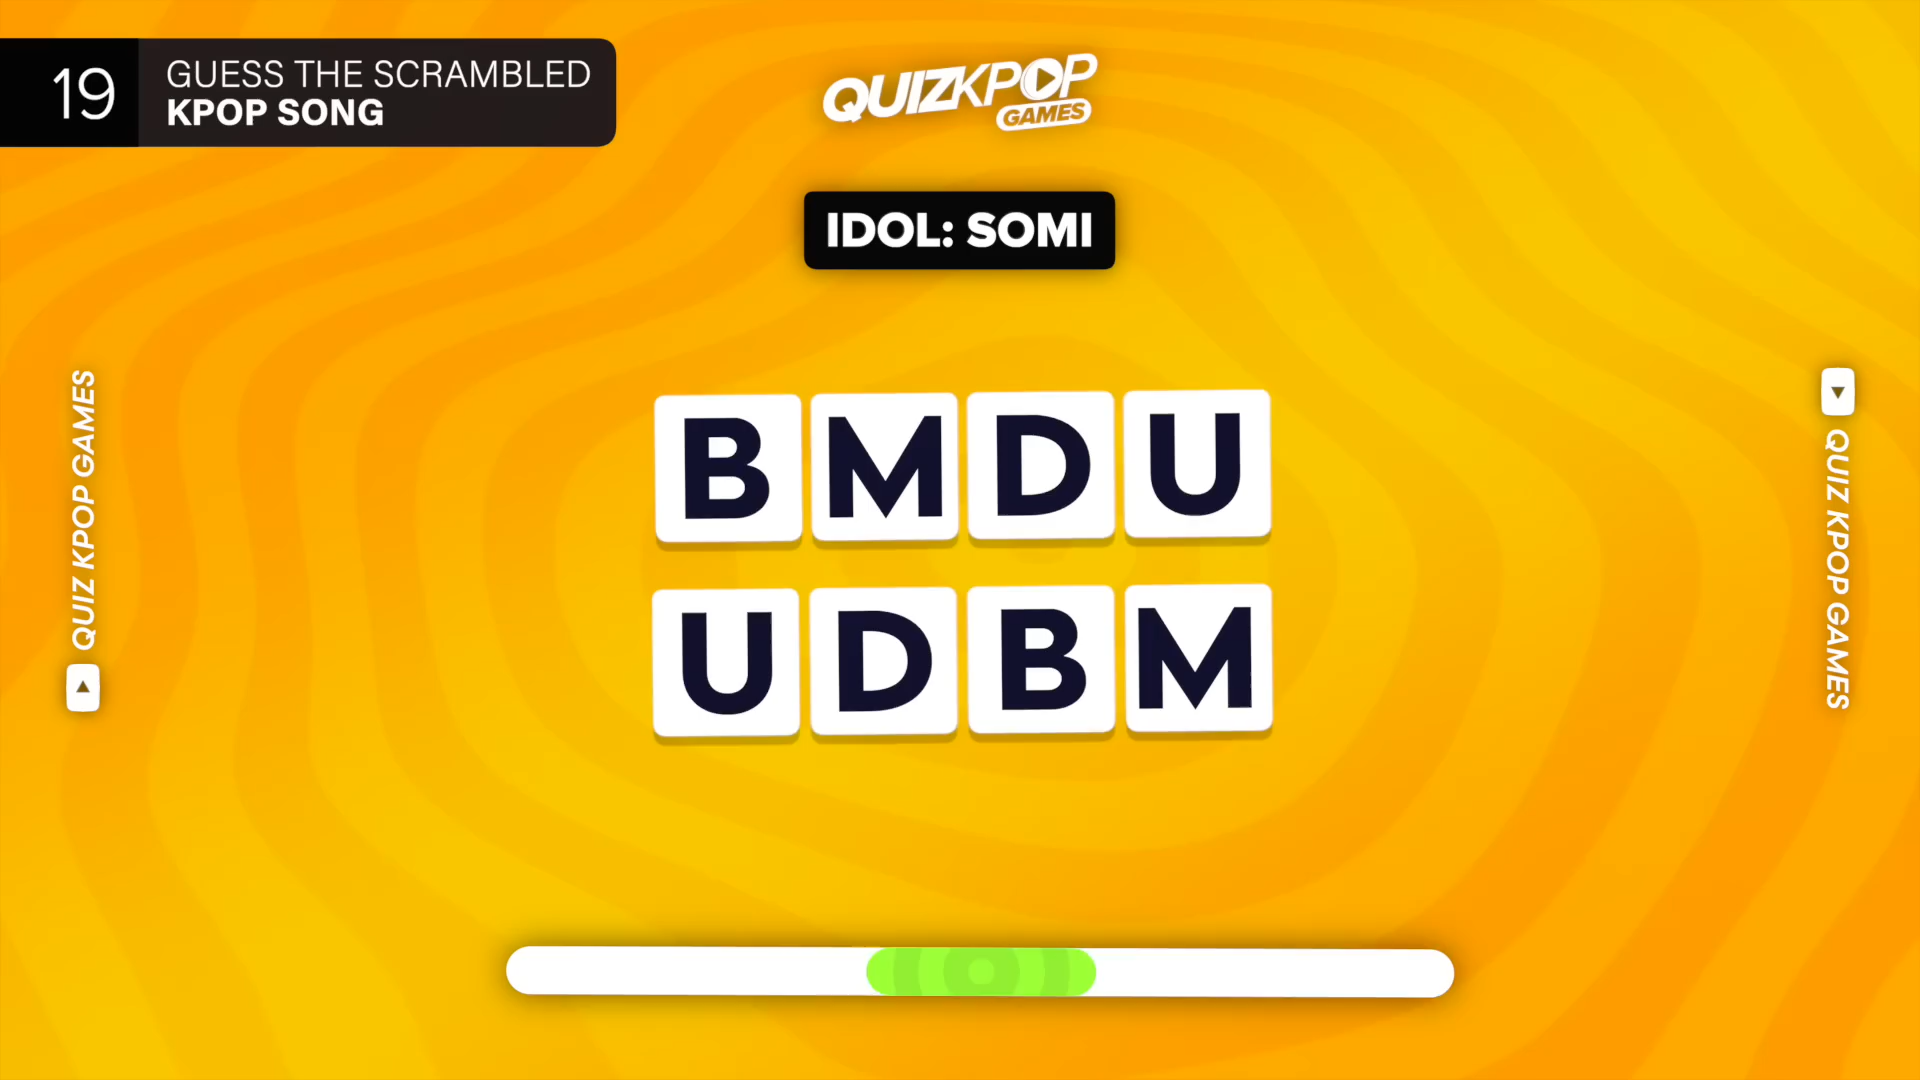 19
GUESS THE SCRAMBLED
KPOP SONG
QUIZKPOP
GAMES
IDOL: SOMI
BMDU
UDBM
QUIZ KPOP GAMES
QUIZ KPOP GAMES